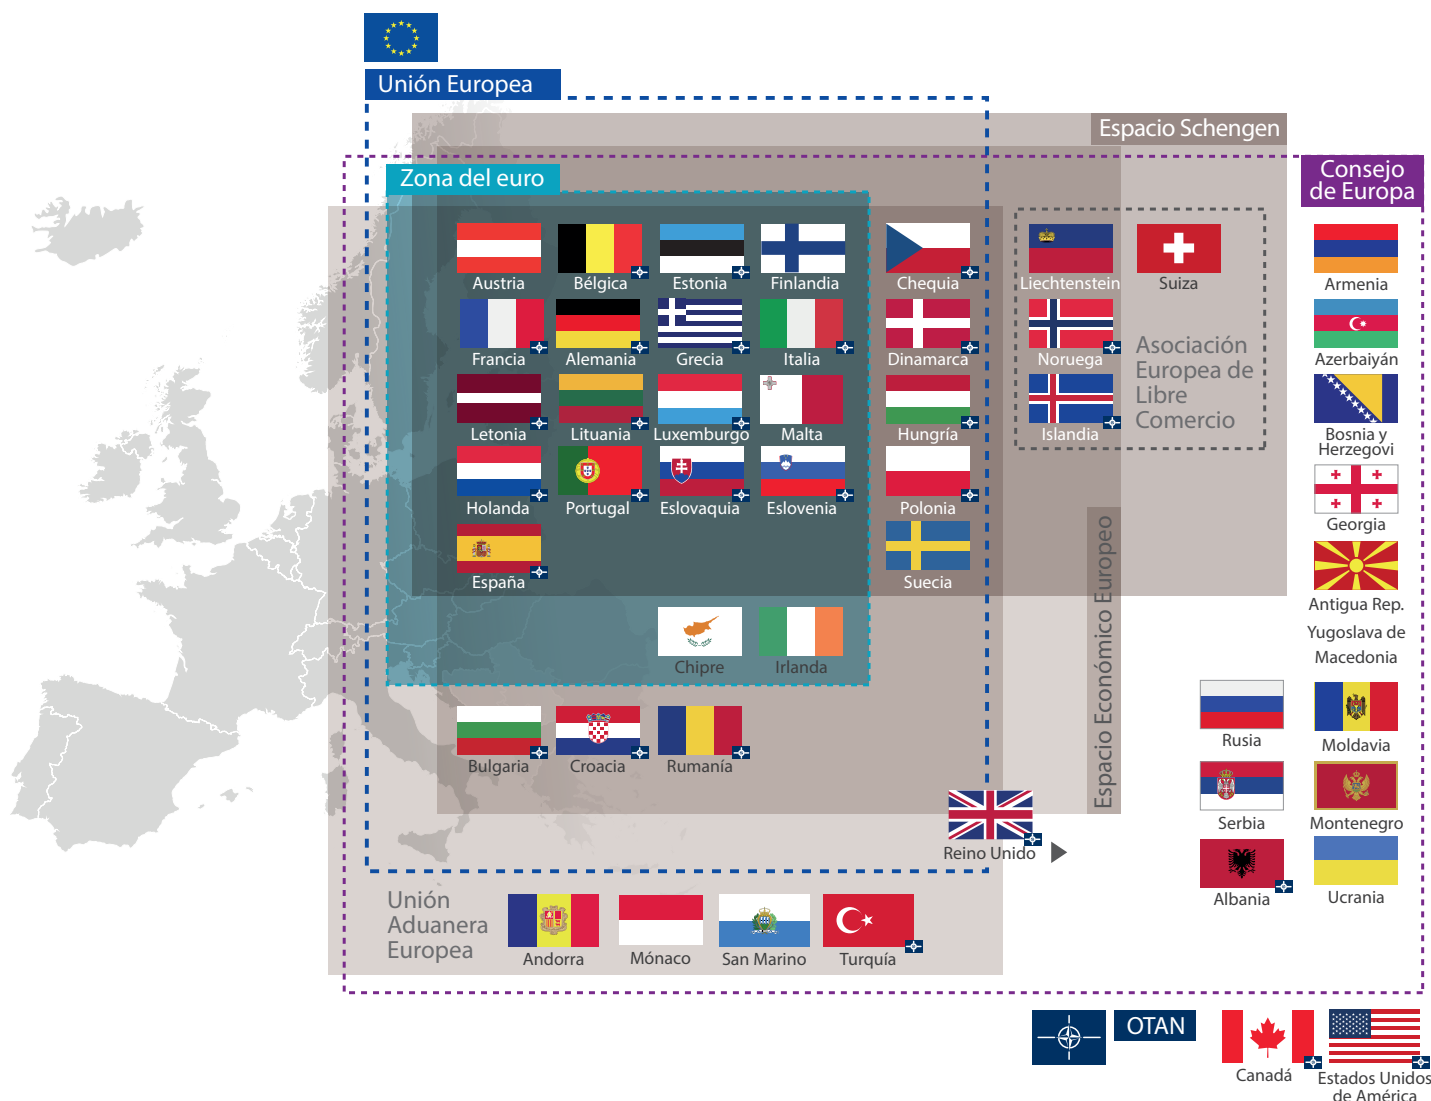 Unión Europea
Espacio Schengen
Zona del euro
Consejo
de Europa
Austria
Bélgica
Estonia
Finlandia
Chequia
Liechtenstein
Suiza
Armenia
Francia
Alemania
Grecia
Italia
Dinamarca
Noruega
Asociación
Europea de
Libre
Comercio
Azerbaiyán
Letonia
Lituania
Luxemburgo
Malta
Hungría
Islandia
Bosnia y
Herzegovi
Holanda
Portugal
Eslovaquia
Eslovenia
Polonia
Georgia
España
Suecia
Espacio Económico Europeo
Antigua Rep.
Yugoslava de
Macedonia
Chipre
Irlanda
Rusia
Moldavia
Bulgaria
Croacia
Rumanía
Serbia
Montenegro
Reino Unido
Albania
Ucrania
Unión
Aduanera
Europea
Andorra
Mónaco
San Marino
Turquía
OTAN
Canadá
Estados Unidos
de América